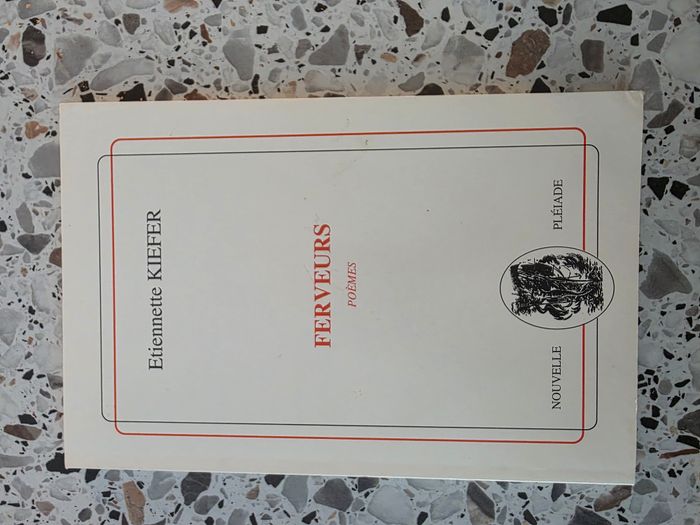 Etiennette KIEFER
FERVEURS
POÈMES
NOUVELLE PLÉIADE